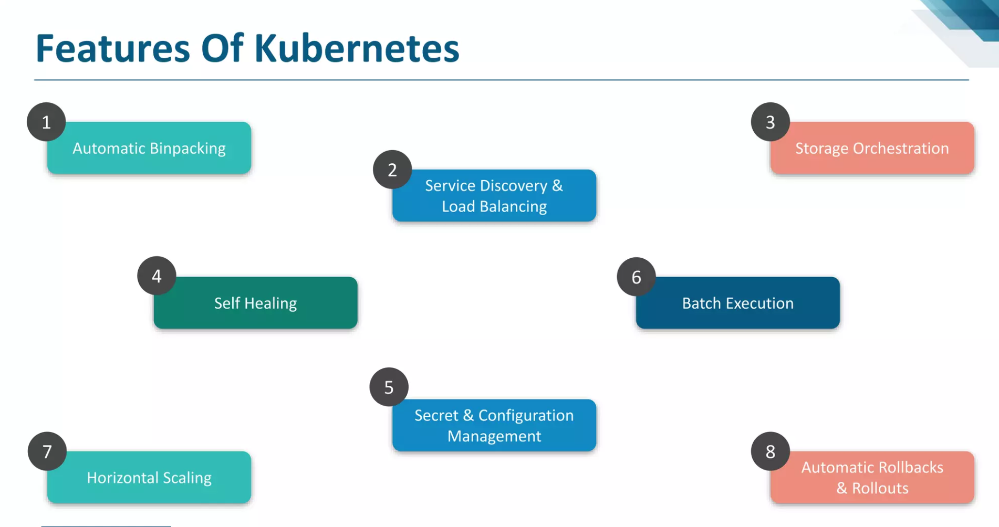 Features Of Kubernetes
1
Automatic Binpacking
2
Service Discovery &
Load Balancing
3
Storage Orchestration
4
Self Healing
5
Secret & Configuration
Management
6
Batch Execution
7
Horizontal Scaling
8
Automatic Rollbacks
& Rollouts